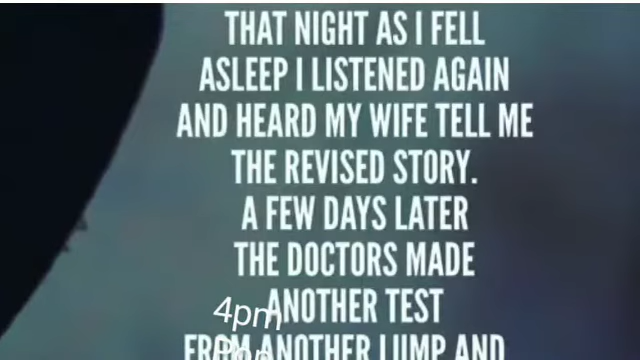 THAT NIGHT AS I FELL
ASLEEP I LISTENED AGAIN
AND HEARD MY WIFE TELL ME
THE REVISED STORY.
A FEW DAYS LATER
THE DOCTORS MADE
ANOTHER TEST
4pm
FROM ANOTHER LUMP AND